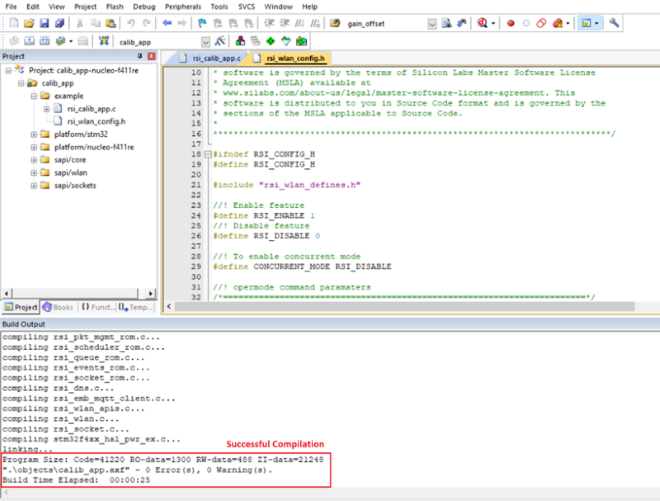 File Edit View Project Flash Debug Peripherals Tools SVCS Window Help
gain_offset
calib_app
Project
Project: calib_app-nucleo-f411re
calib_app
example
rsi_calib_app.c
rsi_wlan_config.h
platform/stm32
platform/nucleo-f411re
sapi/core
sapi/wlan
sapi/sockets
Project Books {} Funct... Temp...
rsi_calib_app.c rsi_wlan_config.h
10 * software is governed by the terms of Silicon Labs Master Software License
11 * Agreement (MSLA) available at
12 * www.silabs.com/about-us/legal/master-software-license-agreement. This
13 * software is distributed to you in Source Code format and is governed by the
14 * sections of the MSLA applicable to Source Code.
15 *
16 ******************************************************************************/
17
18 #ifndef RSI_CONFIG_H
19 #define RSI_CONFIG_H
20
21 #include "rsi_wlan_defines.h"
22
23 //! Enable feature
24 #define RSI_ENABLE 1
25 //! Disable feature
26 #define RSI_DISABLE 0
27
28 //! To enable concurrent mode
29 #define CONCURRENT_MODE RSI_DISABLE
30
31 //! opermode command paramaters
32 /*=======================================================================*/
Build Output
compiling rsi_pkt_mgmt_rom.c...
compiling rsi_scheduler_rom.c...
compiling rsi_queue_rom.c...
compiling rsi_events_rom.c...
compiling rsi_socket_rom.c...
compiling rsi_dns.c...
compiling rsi_emb_mqtt_client.c...
compiling rsi_wlan_apis.c...
compiling rsi_wlan.c...
compiling rsi_socket.c...
compiling stm32f4xx_hal_pwr_ex.c...
linking...
Successful Compilation
Program Size: Code=41220 RO-data=1300 RW-data=488 ZI-data=21248
".\objects\calib_app.axf" - 0 Error(s), 0 Warning(s).
Build Time Elapsed: 00:00:25